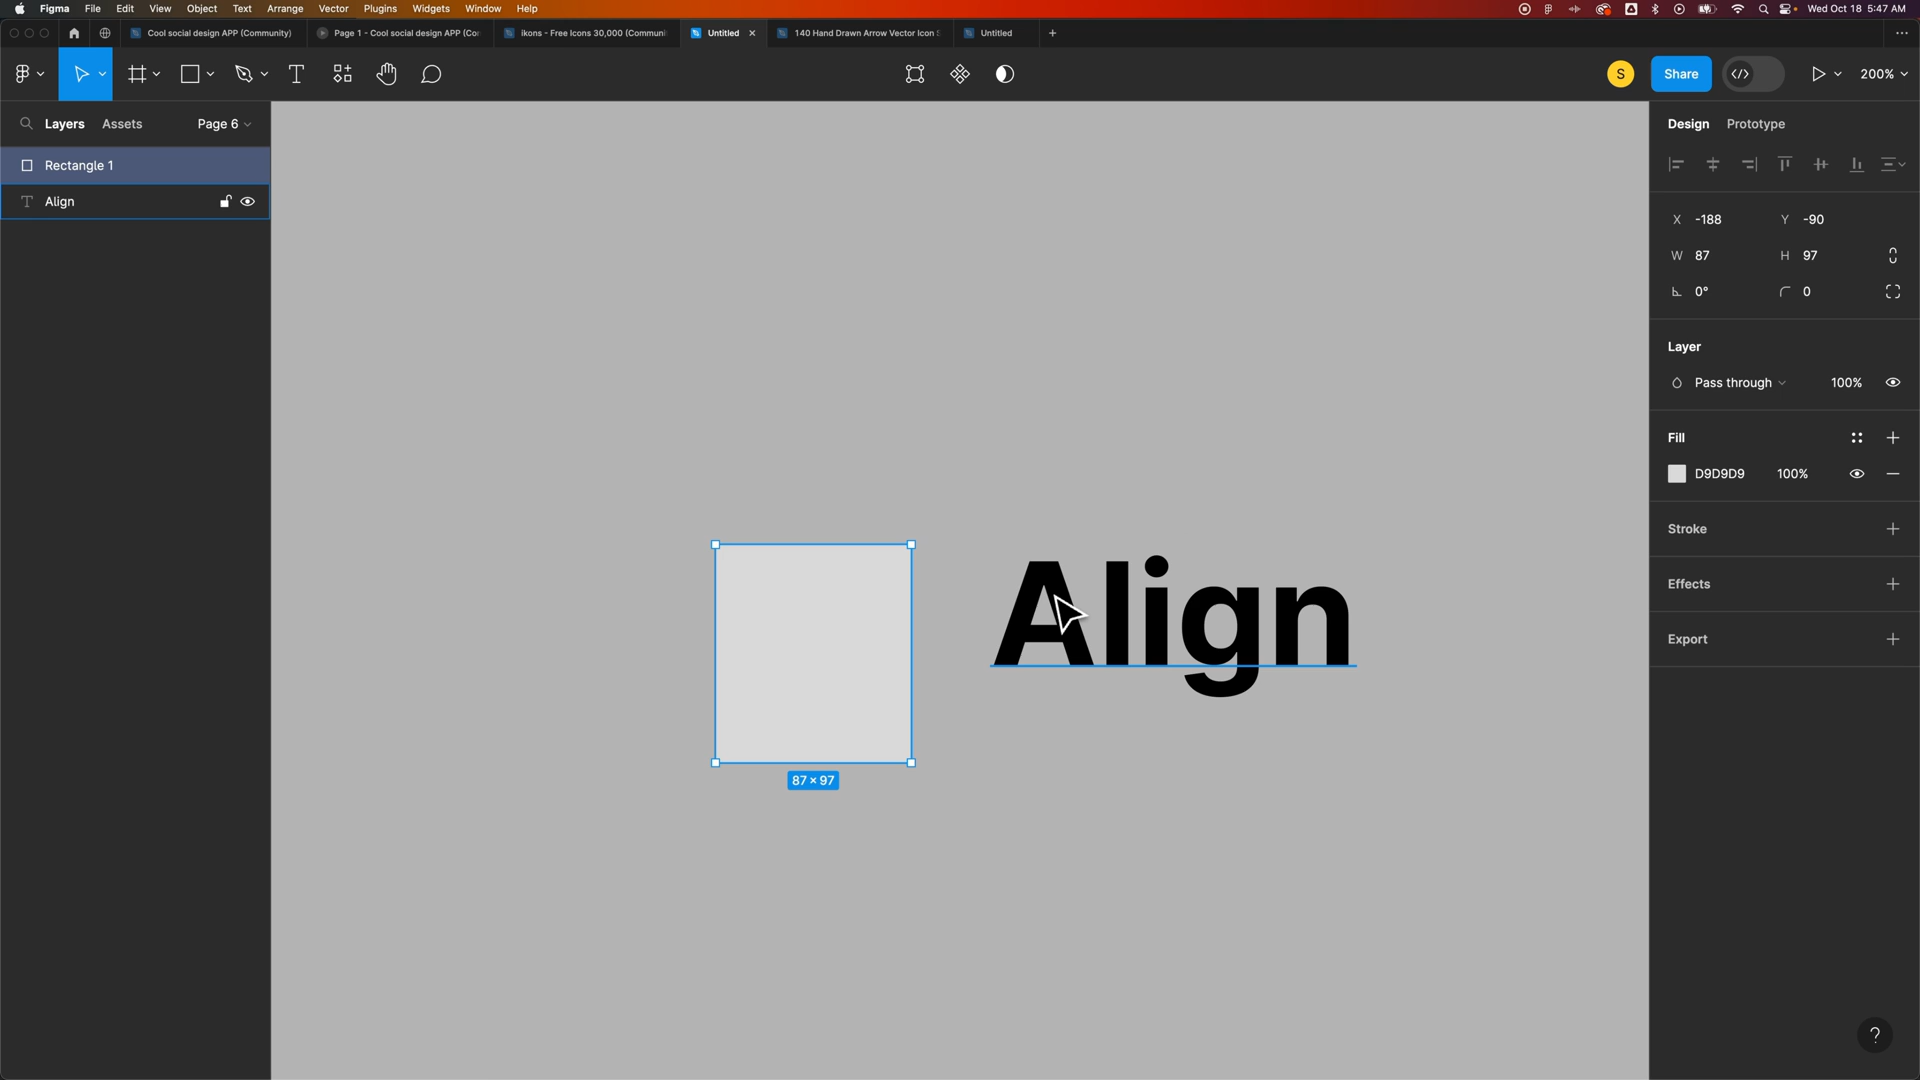 Figma File Edit View Object Text Arrange Vector Plugins Widgets Window Help Wed Oct 18 5:47 AM
Cool social design APP (Community) Page 1 - Cool social design APP (Co ikons - Free Icons 30,000 (Commun Untitled 140 Hand Drawn Arrow Vector Icon Untitled
S Share 200%
Layers Assets Page 6 Design Prototype
Rectangle 1
Align
X -188 Y -90
W 87 H 97
0° 0
Layer
Pass through 100%
Fill
D9D9D9 100%
Stroke
Effects
Export
Align
87 × 97
?